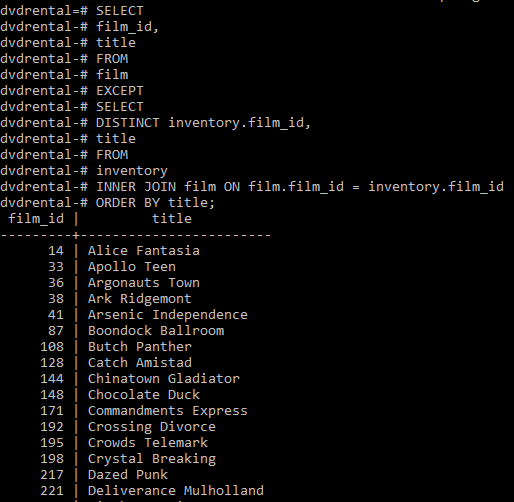 dvdrental=# SELECT
dvdrental-# film_id,
dvdrental-# title
dvdrental-# FROM
dvdrental-# film
dvdrental-# EXCEPT
dvdrental-# SELECT
dvdrental-# DISTINCT inventory.film_id,
dvdrental-# title
dvdrental-# FROM
dvdrental-# inventory
dvdrental-# INNER JOIN film ON film.film_id = inventory.film_id
dvdrental-# ORDER BY title;
 film_id |         title
---------+------------------------
      14 | Alice Fantasia
      33 | Apollo Teen
      36 | Argonauts Town
      38 | Ark Ridgemont
      41 | Arsenic Independence
      87 | Boondock Ballroom
     108 | Butch Panther
     128 | Catch Amistad
     144 | Chinatown Gladiator
     148 | Chocolate Duck
     171 | Commandments Express
     192 | Crossing Divorce
     195 | Crowds Telemark
     198 | Crystal Breaking
     217 | Dazed Punk
     221 | Deliverance Mulholland